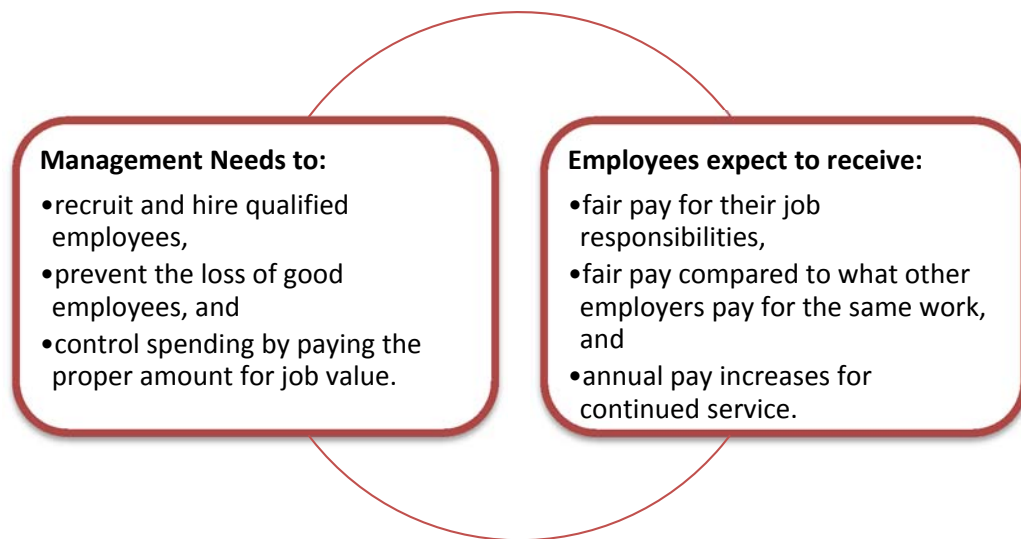 Management Needs to:
•recruit and hire qualified
employees,
•prevent the loss of good
employees, and
•control spending by paying the
proper amount for job value.
Employees expect to receive:
•fair pay for their job
responsibilities,
•fair pay compared to what other
employers pay for the same work,
and
•annual pay increases for
continued service.